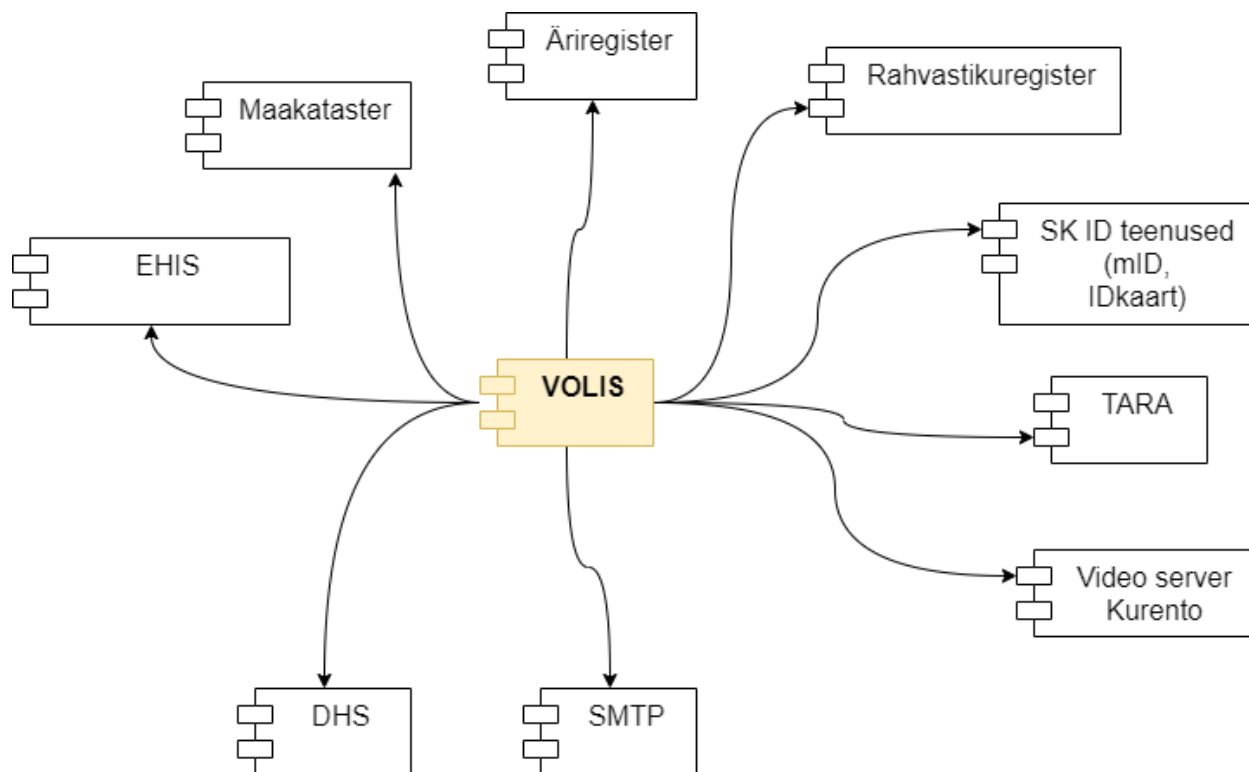 Äriregister
Rahvastikuregister
Maakataster
SK ID teenused
(mID,
IDkaart)
EHIS
VOLIS
TARA
Video server
Kurento
DHS
SMTP